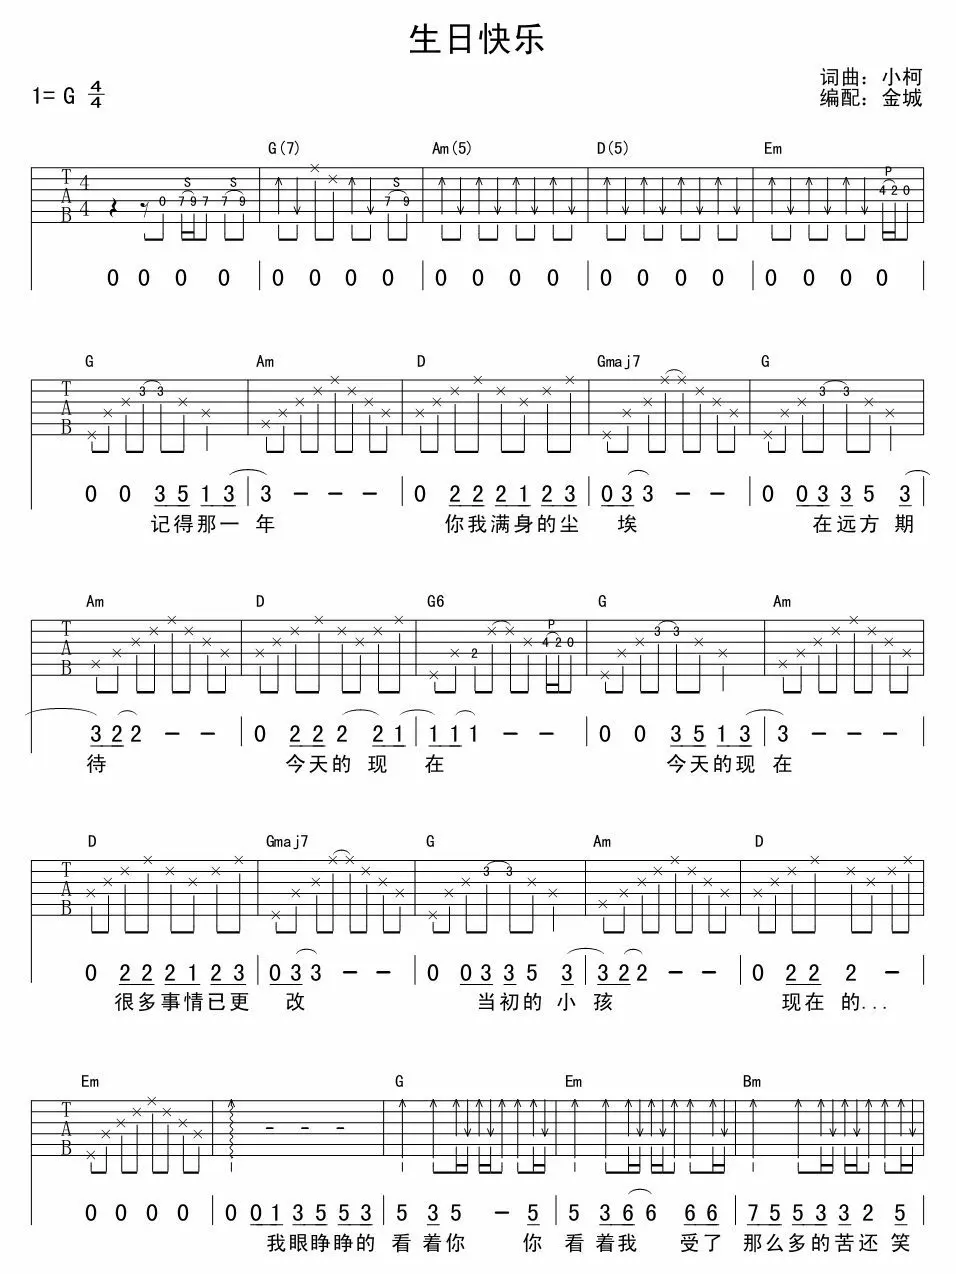 生日快乐
1= G 4/4
词曲：小柯
编配：金城
G(7) Am(5) D(5) Em
T A B 4 4 0 7 9 7 7 9 S S 7 9 S 4 2 0 P
0 0 0 0 0 0 0 0 0 0 0 0 0 0 0 0 0 0 0 0
G Am D Gmaj7 G
T A B 3 3 3 3
0 0 3 5 1 3 3 - - - 0 2 2 2 1 2 3 0 3 3 - - 0 0 3 3 5 3
记得那一年 你我满身的尘埃 在远方期
Am D G6 G Am
T A B 2 P 4 2 0 3 3
3 2 2 - - 0 2 2 2 2 1 1 1 1 - - 0 0 3 5 1 3 3 - - -
待 今天的现在 今天的现在
D Gmaj7 G Am D
T A B 3 3
0 2 2 2 1 2 3 0 3 3 - - 0 0 3 3 5 3 3 2 2 - - 0 2 2 2 -
很多事情已更改 当初的小孩 现在的...
Em G Em Bm
T A B - - -
0 0 0 0 0 0 1 3 5 5 3 5 3 5 - 5 5 3 6 6 6 6 7 5 5 3 3 2 5
我眼睁睁的看着你 你看着我 受了那么多的苦还笑